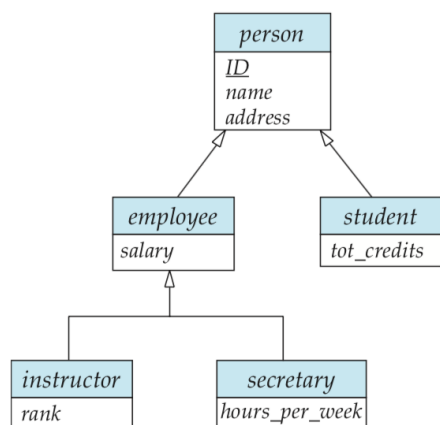 person
ID
name
address
employee
salary
student
tot_credits
instructor
rank
secretary
hours_per_week